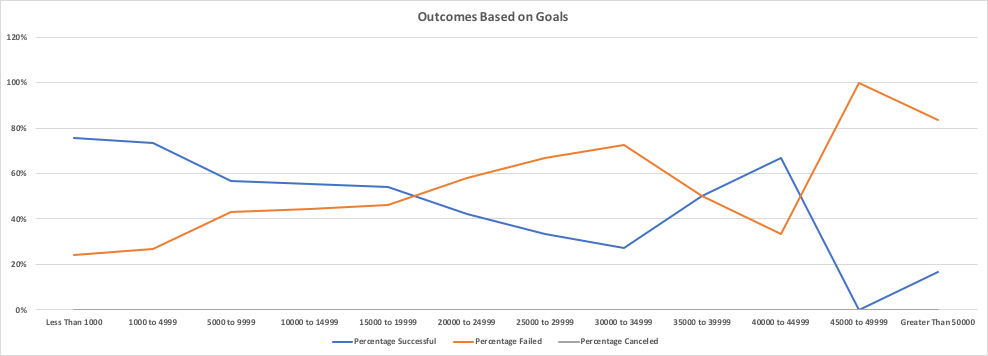 Outcomes Based on Goals
120%
100%
80%
60%
40%
20%
0%
Less Than 1000 1000 to 4999 5000 to 9999 10000 to 14999 15000 to 19999 20000 to 24999 25000 to 29999 30000 to 34999 35000 to 39999 40000 to 44999 45000 to 49999 Greater Than 50000
Percentage Successful Percentage Failed Percentage Canceled